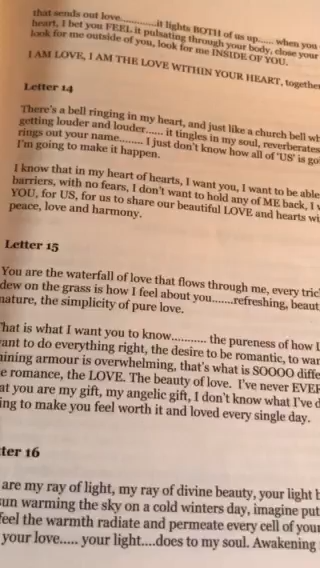 that sends out love............it lights BOTH of us up...... when you
heart, I bet you FEEL it pulsating through your body, close your
look for me outside of you, look for me INSIDE OF YOU.
I AM LOVE, I AM THE LOVE WITHIN YOUR HEART, together
Letter 14
There's a bell ringing in my heart, and just like a church bell wh
getting louder and louder...... it tingles in my soul, reverberates
rings out your name........ I just don't know how all of 'US' is go
I'm going to make it happen.
I know that in my heart of hearts, I want you, I want to be able
barriers, with no fears, I don't want to hold any of ME back, I w
YOU, for US, for us to share our beautiful LOVE and hearts wi
peace, love and harmony.
Letter 15
You are the waterfall of love that flows through me, every tric
dew on the grass is how I feel about you.......refreshing, beaut
nature, the simplicity of pure love.
That is what I want you to know........... the pureness of how I
ant to do everything right, the desire to be romantic, to war
ining armour is overwhelming, that's what is SOOOO diffe
e romance, the LOVE. The beauty of love. I've never EVER
at you are my gift, my angelic gift, I don't know what I've d
ing to make you feel worth it and loved every single day.
tter 16
are my ray of light, my ray of divine beauty, your light b
sun warming the sky on a cold winters day, imagine put
feel the warmth radiate and permeate every cell of your
your love..... your light....does to my soul. Awakening